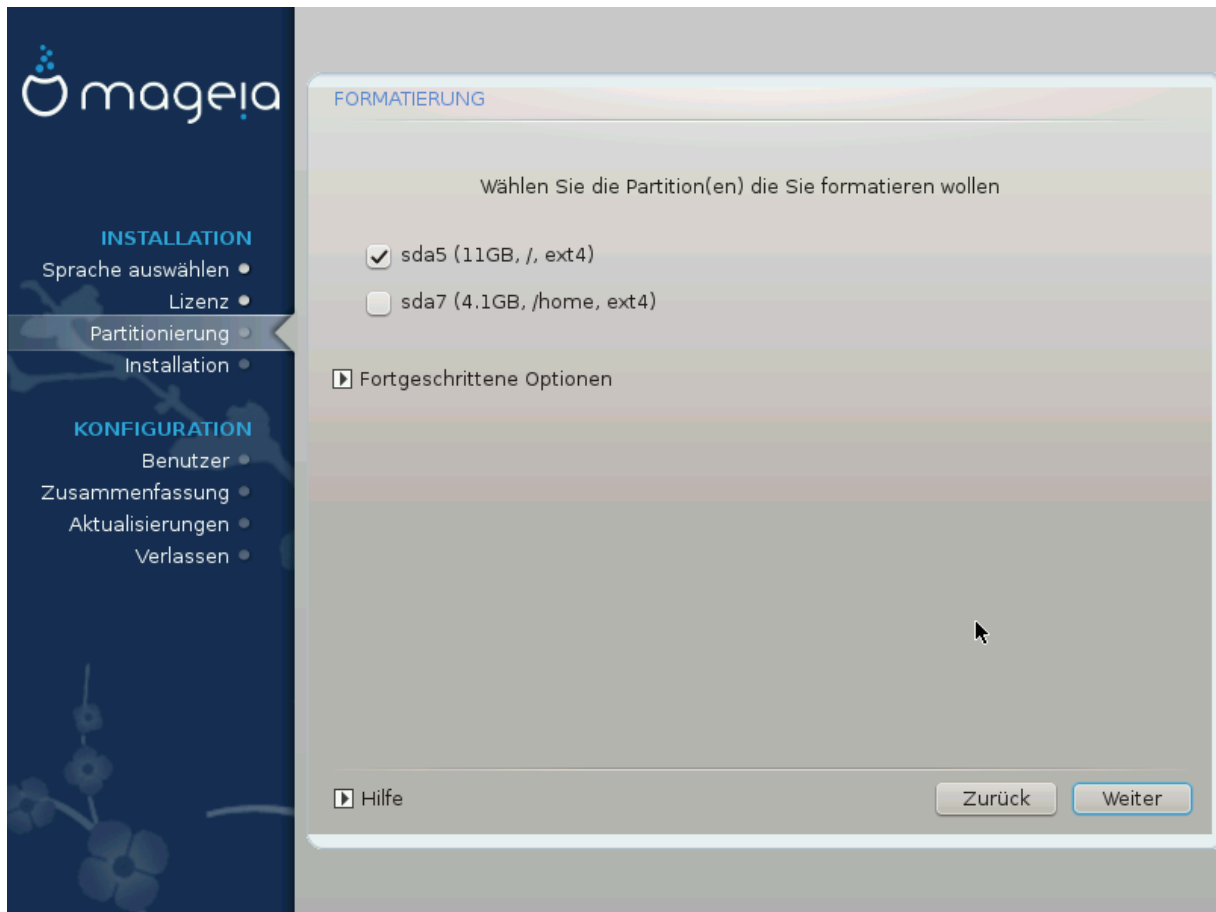 mageia
INSTALLATION
Sprache auswählen
Lizenz
Partitionierung
Installation
KONFIGURATION
Benutzer
Zusammenfassung
Aktualisierungen
Verlassen
FORMATIERUNG
Wählen Sie die Partition(en) die Sie formatieren wollen
sda5 (11GB, /, ext4)
sda7 (4.1GB, /home, ext4)
Fortgeschrittene Optionen
Hilfe
Zurück
Weiter